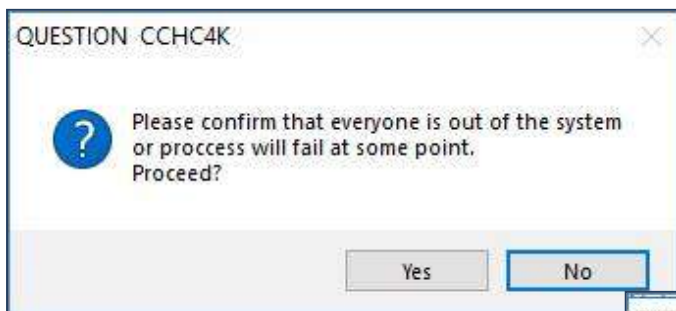 QUESTION CCHC4K
?
Please confirm that everyone is out of the system
or proccess will fail at some point.
Proceed?
Yes No